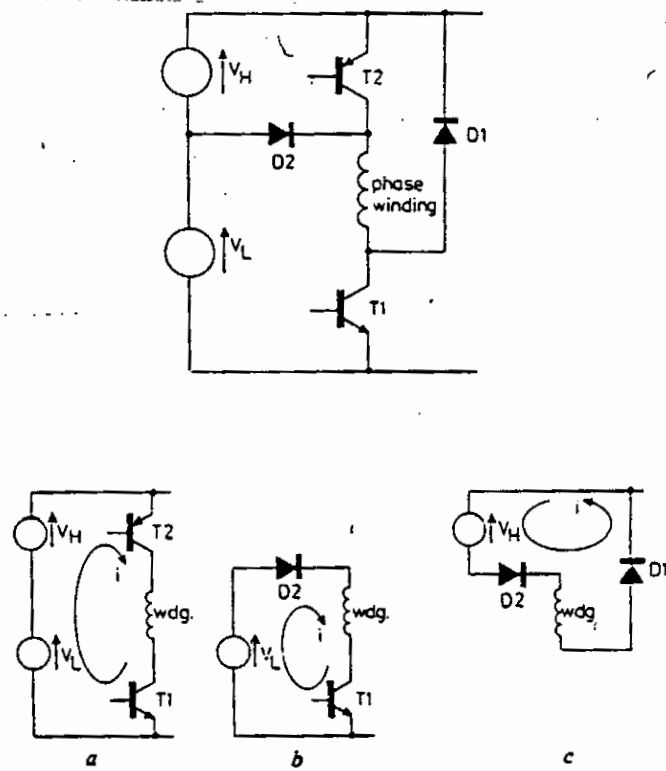 V_H
T2
D2
D1
phase
winding
V_L
T1
V_H
T2
i
wdg.
V_L
T1
a
D2
wdg.
i
V_L
T1
b
i
V_H
D1
D2
wdg
c